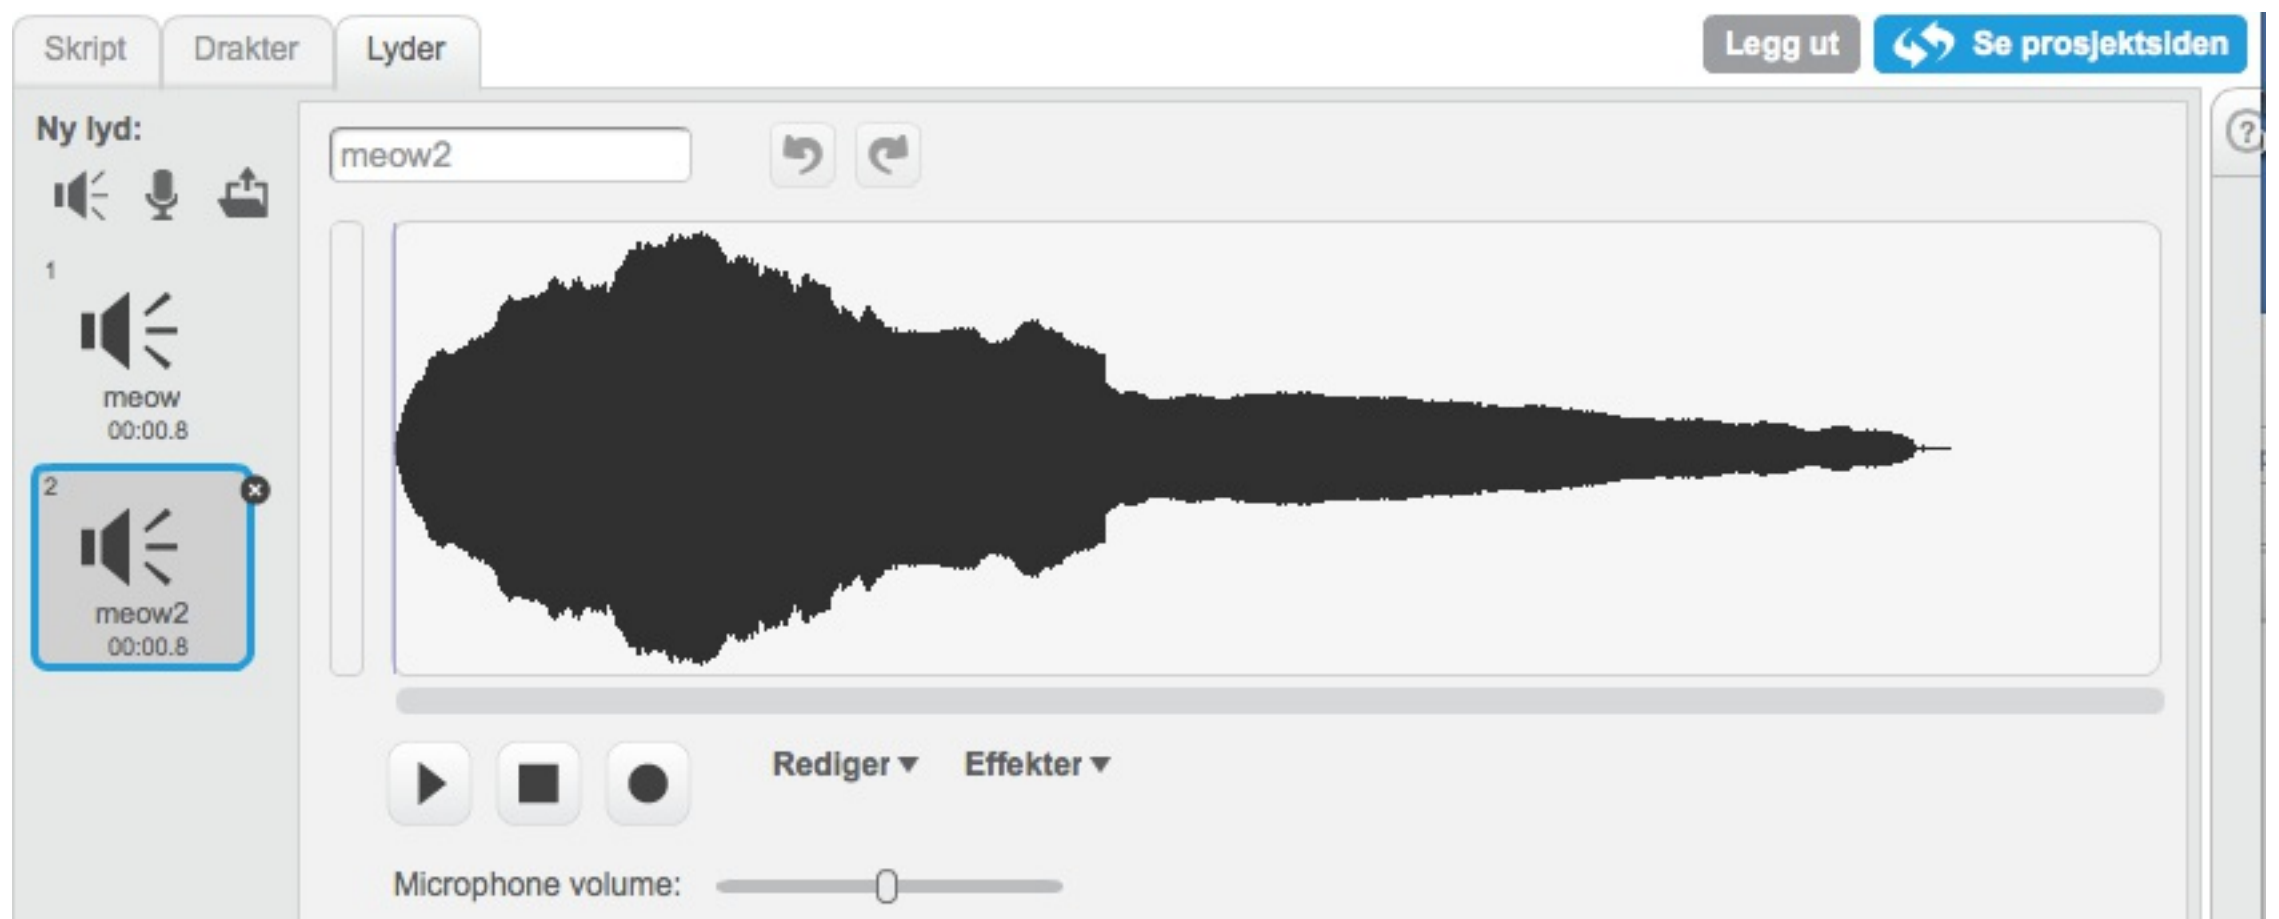 Skript Drakter Lyder Legg ut Se prosjektsiden
Ny lyd:
meow2
?
1
meow
00:00.8
2
meow2
00:00.8
Rediger Effekter
Microphone volume: